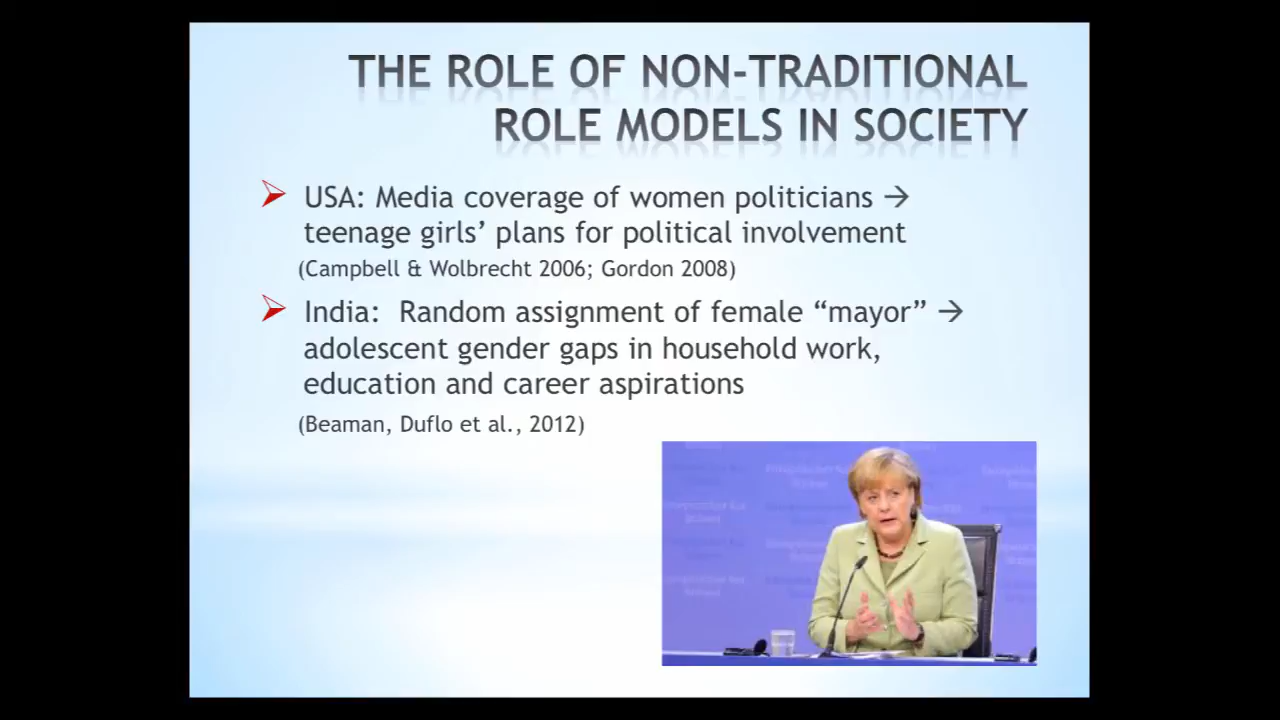 THE ROLE OF NON-TRADITIONAL
ROLE MODELS IN SOCIETY
➢ USA: Media coverage of women politicians →
teenage girls’ plans for political involvement
(Campbell & Wolbrecht 2006; Gordon 2008)
➢ India: Random assignment of female “mayor” →
adolescent gender gaps in household work,
education and career aspirations
(Beaman, Duflo et al., 2012)